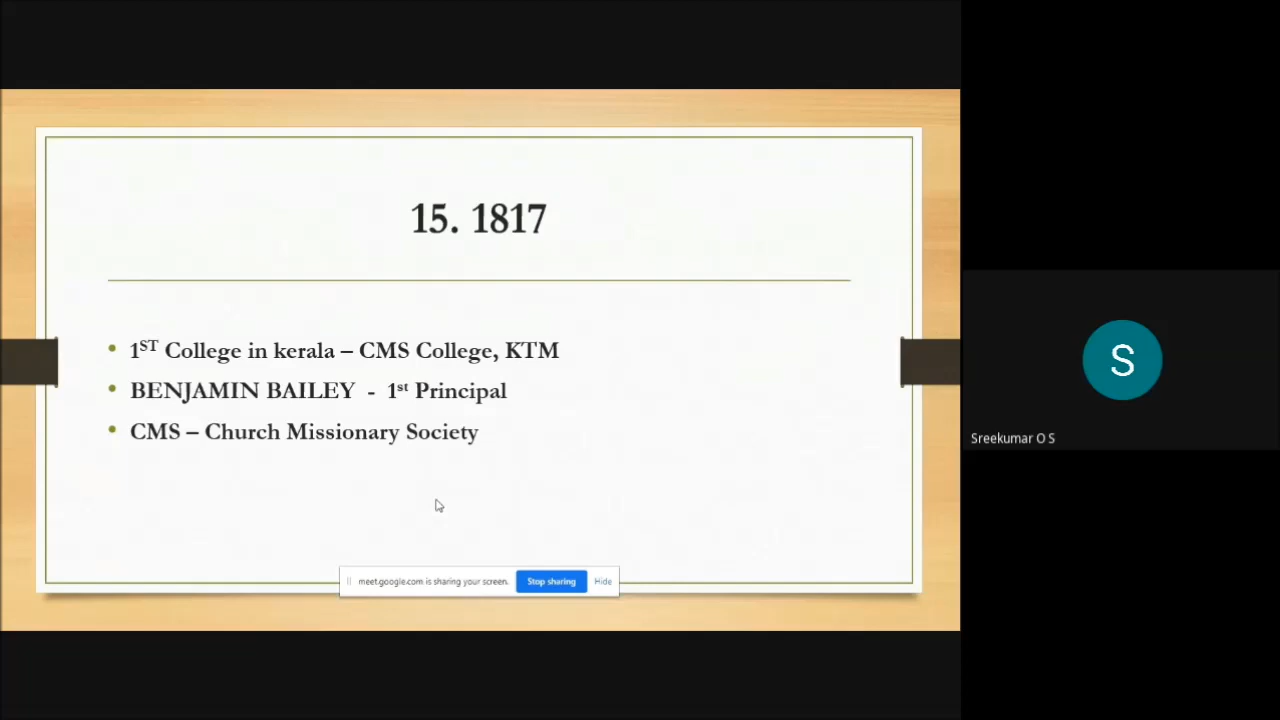 15. 1817
1ST College in kerala – CMS College, KTM
BENJAMIN BAILEY - 1st Principal
CMS – Church Missionary Society
meet.google.com is sharing your screen. Stop sharing Hide
S
Sreekumar O S